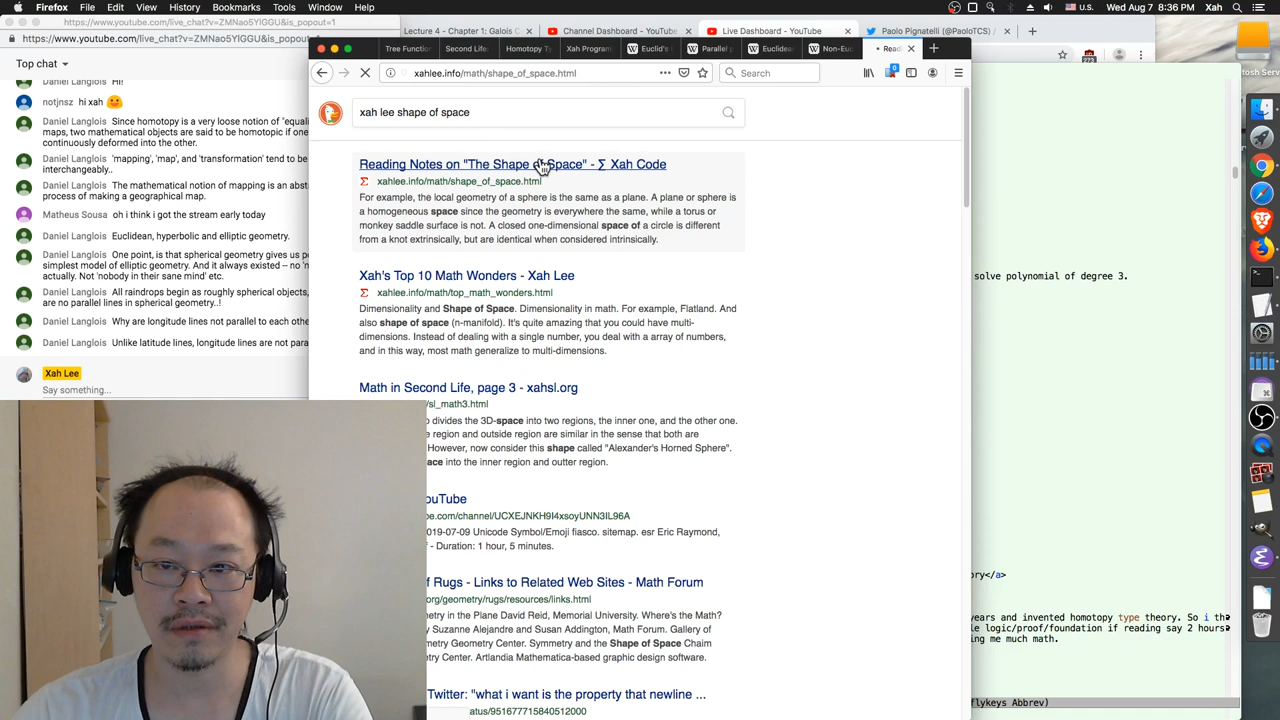 Firefox File Edit View History Bookmarks Tools Window Help
Wed Aug 7 8:36 PM Xah Lee
https://www.youtube.com/live_chat?v=ZMNao5YIGGU&is_popout=1
https://www.youtube.com/live_chat?v=ZMNao5YIGGU&is_popout
Lecture 4 - Galois C
Channel Dashboard - YouTube
Live Dashboard - YouTube
Paolo Pignatelli (@PaoloTCS)
Tree Function
Second Life:
Homotopy Ty
Xah Program
Euclid's
Parallel p
Euclidean
Non-Euc
Read
xahlee.info/math/shape_of_space.html
Search
Top chat
Daniel Langlois Hi!
notjnsz hi xah
Daniel Langlois Since homotopy is a very loose notion of "equali
maps, two mathematical objects are said to be homotopic if one
continuously deformed into the other.
Daniel Langlois 'mapping', 'map', and 'transformation' tend to be
interchangeably..
Daniel Langlois The mathematical notion of mapping is an abst
process of making a geographical map.
Matheus Sousa oh i think i got the stream early today
Daniel Langlois Euclidean, hyperbolic and elliptic geometry.
Daniel Langlois One point, is that spherical geometry gives us p
simplest model of elliptic geometry. And it always existed -- no 'n
actually. Not 'nobody in their sane mind' etc.
Daniel Langlois All raindrops begin as roughly spherical objects,
are no parallel lines in spherical geometry..!
Daniel Langlois Why are longitude lines not parallel to each othe
Daniel Langlois Unlike latitude lines, longitude lines are not para
Xah Lee
Say something...
xah lee shape of space
Reading Notes on "The Shape of Space" - ∑ Xah Code
xahlee.info/math/shape_of_space.html
For example, the local geometry of a sphere is the same as a plane. A plane or sphere is
a homogeneous space since the geometry is everywhere the same, while a torus or
monkey saddle surface is not. A closed one-dimensional space of a circle is different
from a knot extrinsically, but are identical when considered intrinsically.
Xah's Top 10 Math Wonders - Xah Lee
xahlee.info/math/top_math_wonders.html
Dimensionality and Shape of Space. Dimensionality in math. For example, Flatland. And
also shape of space (n-manifold). It's quite amazing that you could have multi-
dimensions. Instead of dealing with a single number, you deal with a array of numbers,
and in this way, most math generalize to multi-dimensions.
Math in Second Life, page 3 - xahsl.org
/sl_math3.html
divides the 3D-space into two regions, the inner one, and the other one.
e region and outside region are similar in the sense that both are
However, now consider this shape called "Alexander's Horned Sphere".
ace into the inner region and outter region.
ouTube
e.com/channel/UCXEJNKH9I4xsoyUNN3IL96A
2019-07-09 Unicode Symbol/Emoji fiasco. sitemap. esr Eric Raymond,
f - Duration: 1 hour, 5 minutes.
of Rugs - Links to Related Web Sites - Math Forum
org/geometry/rugs/resources/links.html
metry in the Plane David Reid, Memorial University. Where's the Math?
y Suzanne Alejandre and Susan Addington, Math Forum. Gallery of
mmetry Geometry Center. Symmetry and the Shape of Space Chaim
etry Center. Artlandia Mathematica-based graphic design software.
Twitter: "what i want is the property that newline ...
atus/951677715840512000
solve polynomial of degree 3.
ory</a>
years and invented homotopy type theory. So i th
le logic/proof/foundation if reading say 2 hours
ing me much math.
flykeys Abbrev)
tosh Serv